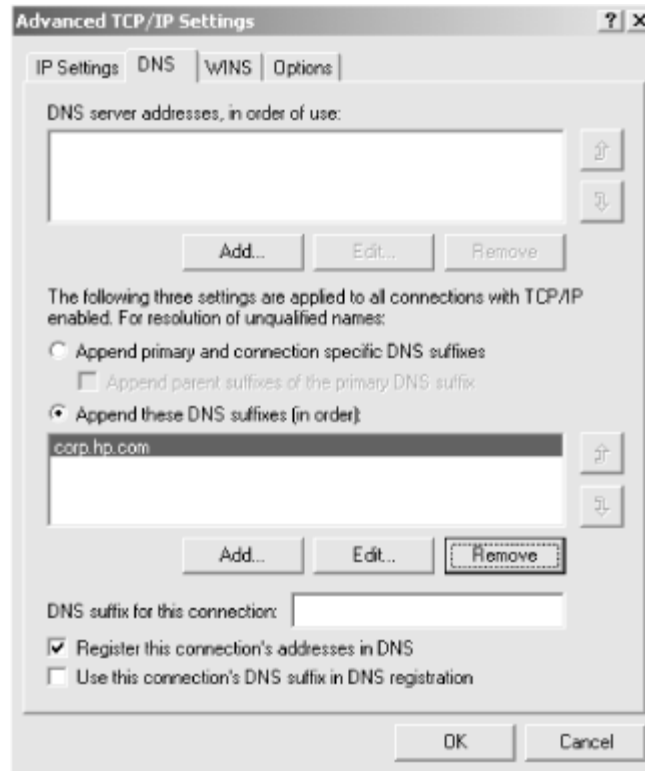 Advanced TCP/IP Settings
IP Settings DNS WINS Options
DNS server addresses, in order of use:
Add... Edit... Remove
The following three settings are applied to all connections with TCP/IP
enabled. For resolution of unqualified names:
Append primary and connection specific DNS suffixes
Append parent suffixes of the primary DNS suffix
Append these DNS suffixes (in order):
corp.hp.com
Add... Edit... Remove
DNS suffix for this connection:
Register this connection's addresses in DNS
Use this connection's DNS suffix in DNS registration
OK Cancel